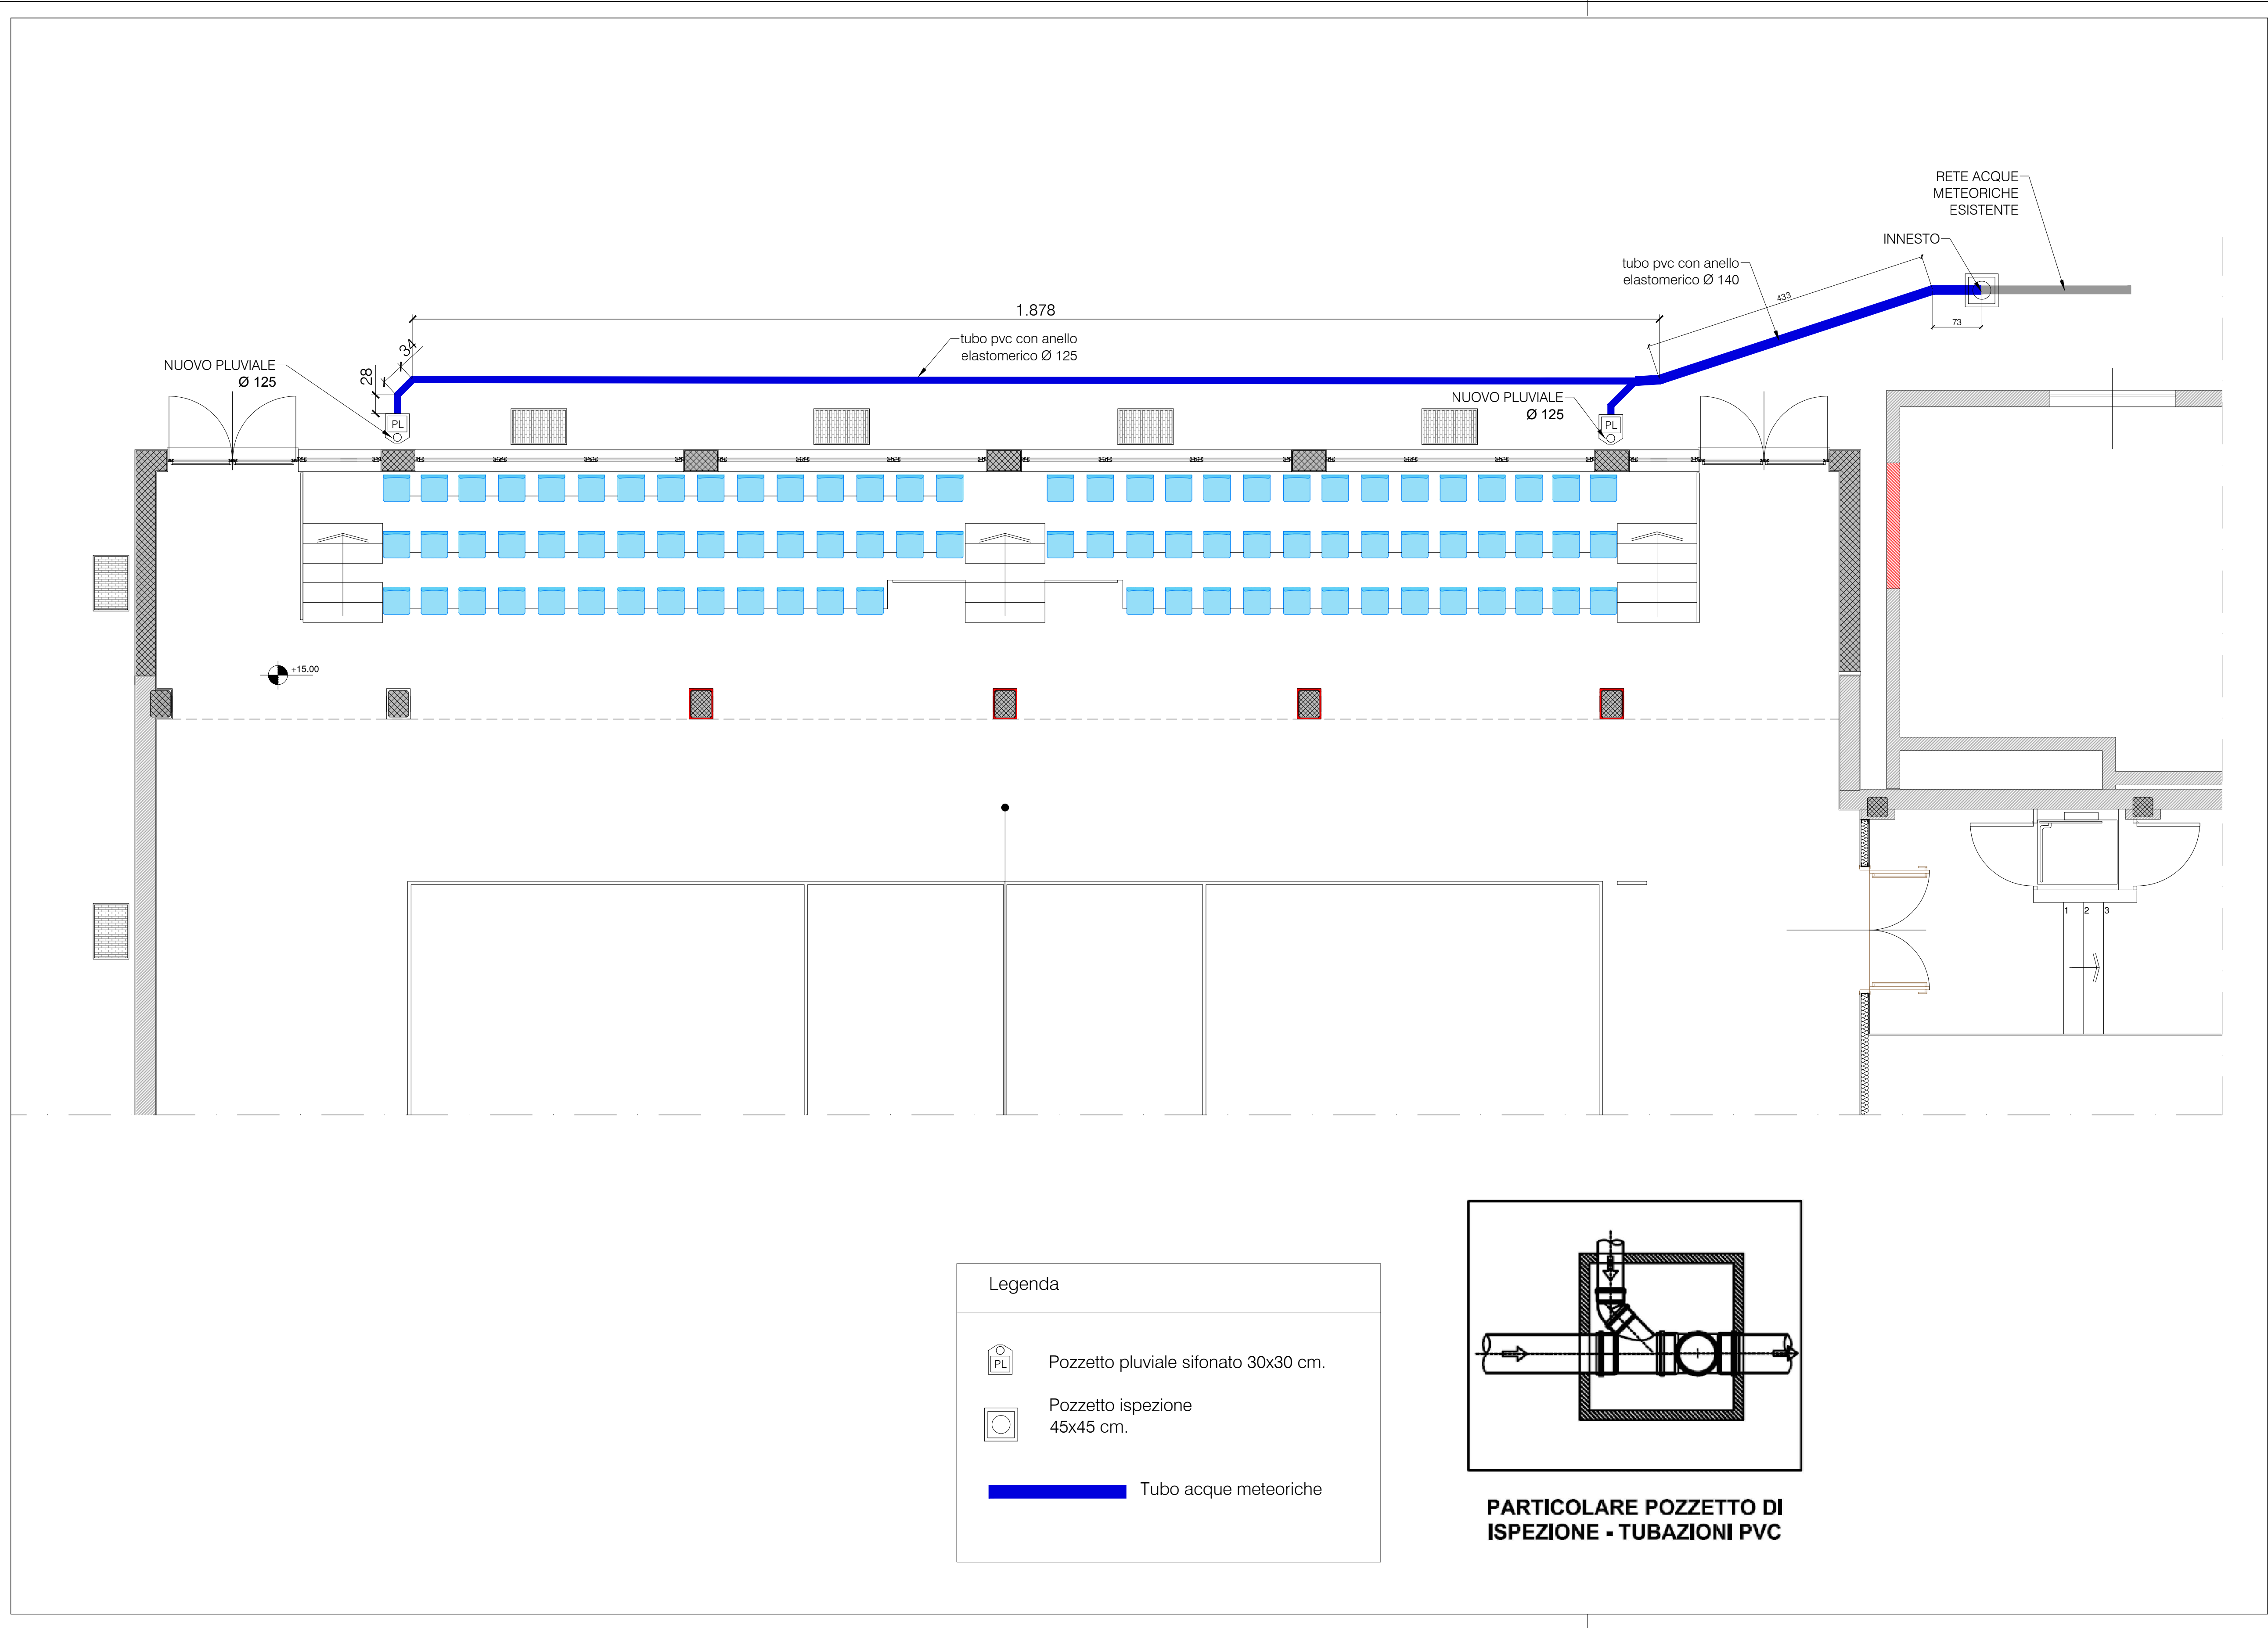 RETE ACQUE
METEORICHE
ESISTENTE
INNESTO
tubo pvc con anello
elastomerico Ø 140
433
73
1.878
tubo pvc con anello
elastomerico Ø 125
34
28
NUOVO PLUVIALE
Ø 125
NUOVO PLUVIALE
Ø 125
PL
PL
+15.00
1 2 3
Legenda
PL
Pozzetto pluviale sifonato 30x30 cm.
Pozzetto ispezione
45x45 cm.
Tubo acque meteoriche
PARTICOLARE POZZETTO DI
ISPEZIONE - TUBAZIONI PVC